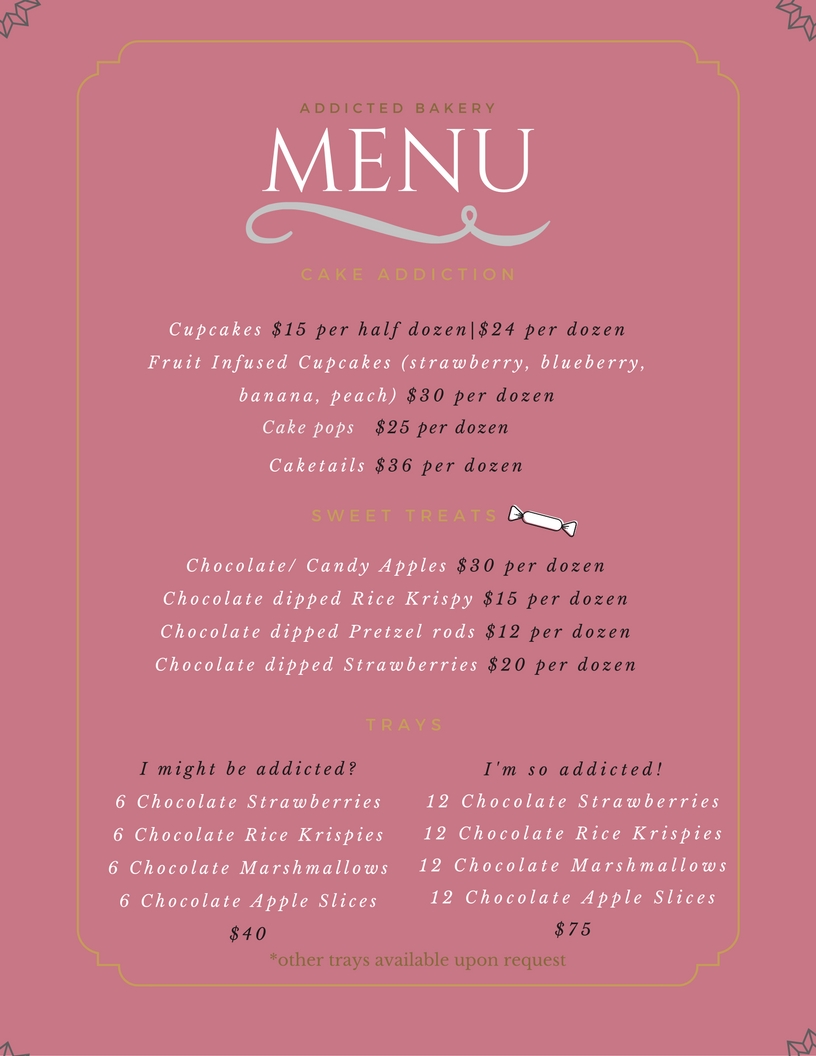 ADDICTED BAKERY
MENU
CAKE ADDICTION
Cupcakes $15 per half dozen|$24 per dozen
Fruit Infused Cupcakes (strawberry, blueberry,
banana, peach) $30 per dozen
Cake pops $25 per dozen
Caketails $36 per dozen
SWEET TREATS
Chocolate/ Candy Apples $30 per dozen
Chocolate dipped Rice Krispy $15 per dozen
Chocolate dipped Pretzel rods $12 per dozen
Chocolate dipped Strawberries $20 per dozen
TRAYS
I might be addicted?
6 Chocolate Strawberries
6 Chocolate Rice Krispies
6 Chocolate Marshmallows
6 Chocolate Apple Slices
$40
I'm so addicted!
12 Chocolate Strawberries
12 Chocolate Rice Krispies
12 Chocolate Marshmallows
12 Chocolate Apple Slices
$75
*other trays available upon request